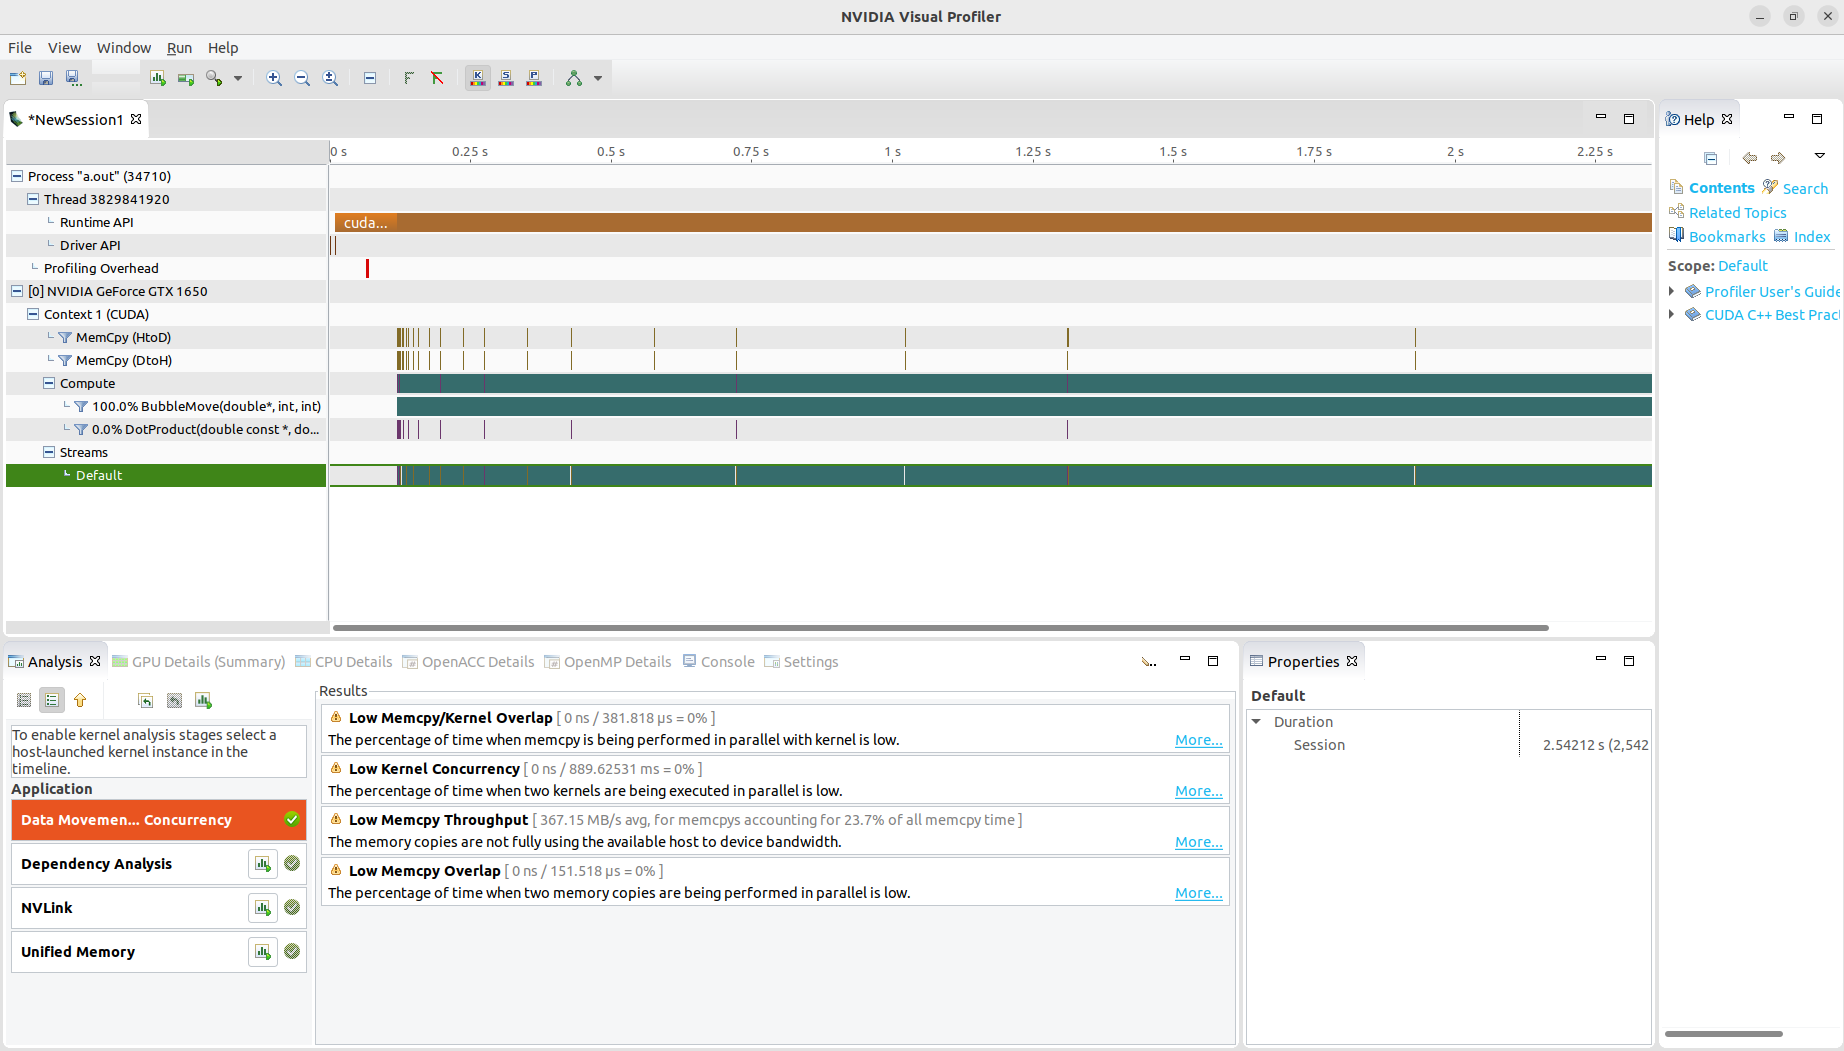 NVIDIA Visual Profiler
File View Window Run Help
K S P
*NewSession1
0 s 0.25 s 0.5 s 0.75 s 1 s 1.25 s 1.5 s 1.75 s 2 s 2.25 s
Process "a.out" (34710)
Thread 3829841920
Runtime API
cuda...
Driver API
Profiling Overhead
[0] NVIDIA GeForce GTX 1650
Context 1 (CUDA)
MemCpy (HtoD)
MemCpy (DtoH)
Compute
100.0% BubbleMove(double*, int, int)
0.0% DotProduct(double const *, do...
Streams
Default
Help
Contents Search
Related Topics
Bookmarks Index
Scope: Default
Profiler User's Guide
CUDA C++ Best Prac
Analysis GPU Details (Summary) CPU Details OpenACC Details OpenMP Details Console Settings
To enable kernel analysis stages select a
host-launched kernel instance in the
timeline.
Application
Data Movemen... Concurrency
Dependency Analysis
NVLink
Unified Memory
Results
Low Memcpy/Kernel Overlap [ 0 ns / 381.818 µs = 0% ]
The percentage of time when memcpy is being performed in parallel with kernel is low. More...
Low Kernel Concurrency [ 0 ns / 889.62531 ms = 0% ]
The percentage of time when two kernels are being executed in parallel is low. More...
Low Memcpy Throughput [ 367.15 MB/s avg, for memcpys accounting for 23.7% of all memcpy time ]
The memory copies are not fully using the available host to device bandwidth. More...
Low Memcpy Overlap [ 0 ns / 151.518 µs = 0% ]
The percentage of time when two memory copies are being performed in parallel is low. More...
Properties
Default
Duration
Session 2.54212 s (2,542